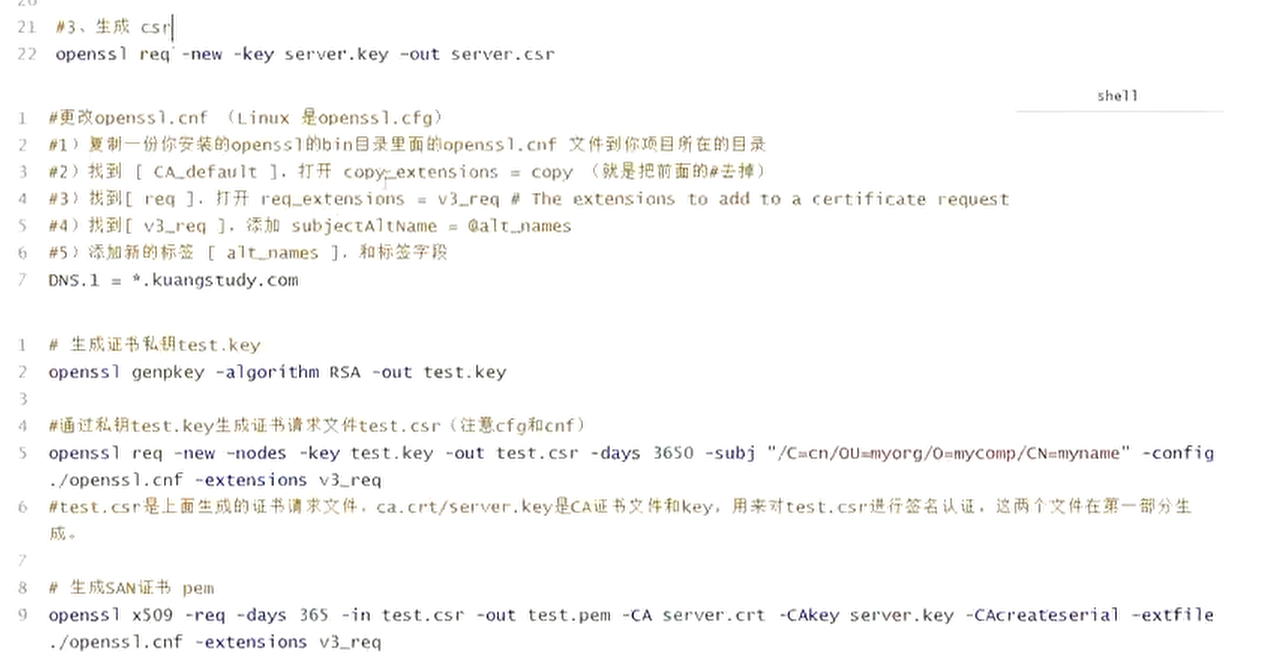 21 #3、生成 csr
22 openssl req -new -key server.key -out server.csr
shell
1 #更改openssl.cnf （Linux 是openssl.cfg）
2 #1）复制一份你安装的openssl的bin目录里面的openssl.cnf 文件到你项目所在的目录
3 #2）找到 [ CA_default ]，打开 copy_extensions = copy （就是把前面的#去掉）
4 #3）找到[ req ]，打开 req_extensions = v3_req # The extensions to add to a certificate request
5 #4）找到[ v3_req ]，添加 subjectAltName = @alt_names
6 #5）添加新的标签 [ alt_names ]，和标签字段
7 DNS.1 = *.kuangstudy.com
1 # 生成证书私钥test.key
2 openssl genpkey -algorithm RSA -out test.key
3
4 #通过私钥test.key生成证书请求文件test.csr（注意cfg和cnf）
5 openssl req -new -nodes -key test.key -out test.csr -days 3650 -subj "/C=cn/OU=myorg/O=mycomp/CN=myname" -config
./openssl.cnf -extensions v3_req
6 #test.csr是上面生成的证书请求文件，ca.crt/server.key是CA证书文件和key，用来对test.csr进行签名认证，这两个文件在第一部分生
成。
7
8 # 生成SAN证书 pem
9 openssl x509 -req -days 365 -in test.csr -out test.pem -CA server.crt -CAkey server.key -CAcreateserial -extfile
./openssl.cnf -extensions v3_req